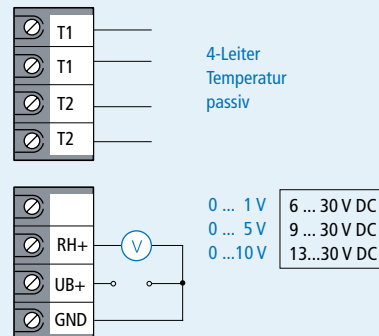 T1
T1
T2
T2
4-Leiter
Temperatur
passiv
RH+
UB+
GND
V
0 ... 1 V 6 ... 30 V DC
0 ... 5 V 9 ... 30 V DC
0 ...10 V 13...30 V DC